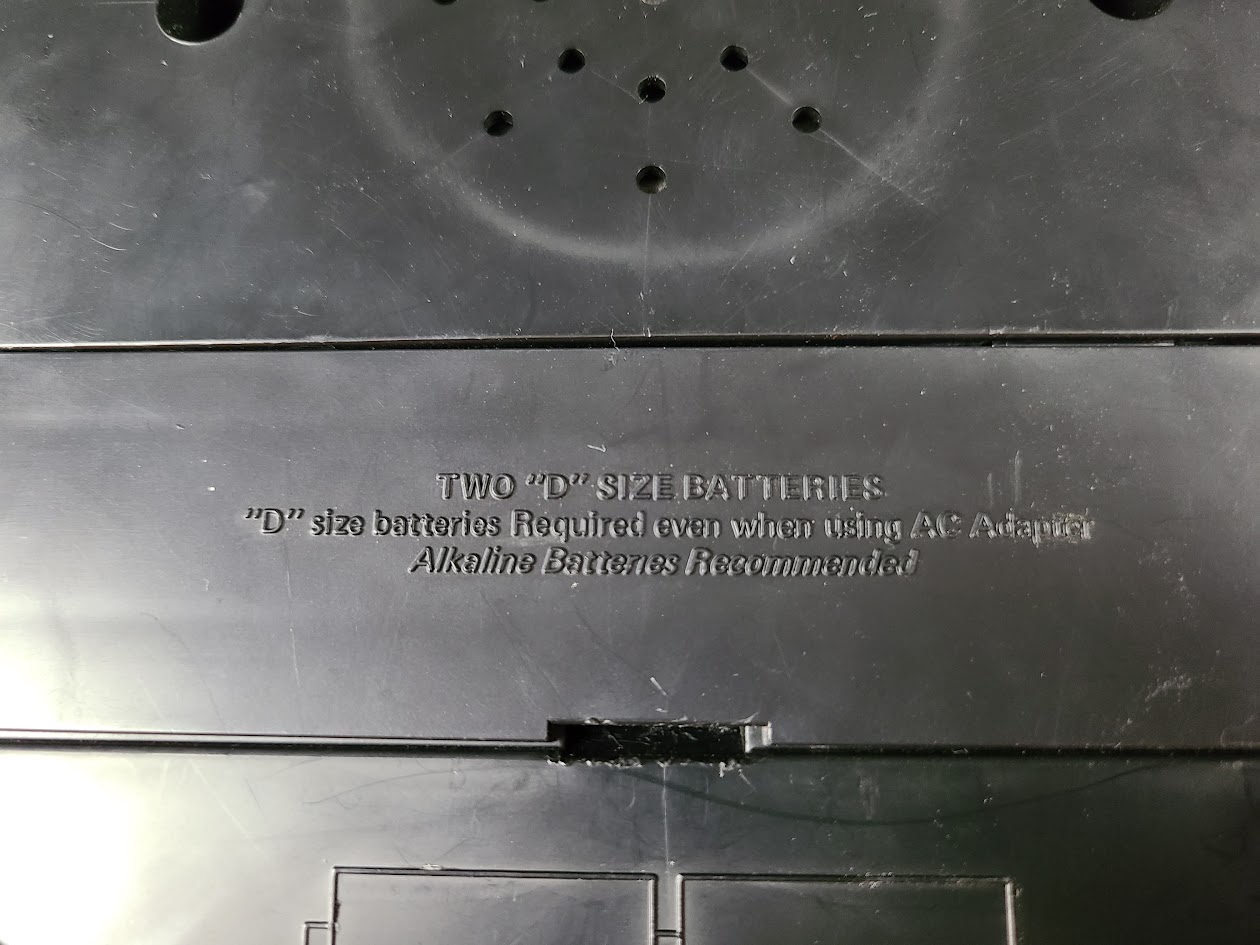 TWO "D" SIZE BATTERIES
"D" size batteries Required even when using AC Adapter
Alkaline Batteries Recommended